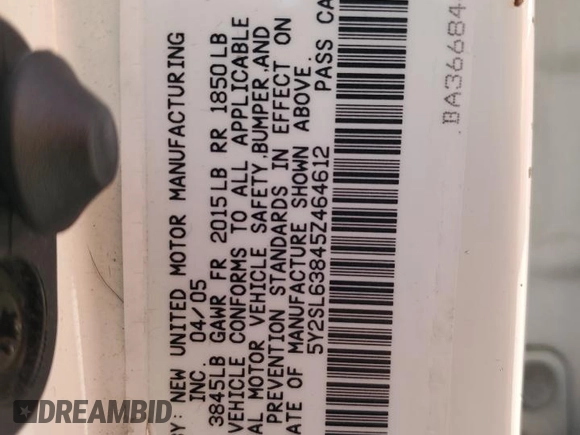 BY NEW UNITED MOTOR MANUFACTURING
INC. 04/05
3845LB GAWR FR 2015LB RR 1850LB
VEHICLE CONFORMS TO ALL APPLICABLE
AL MOTOR VEHICLE SAFETY,BUMPER,AND
PREVENTION STANDARDS IN EFFECT ON
ATE OF MANUFACTURE SHOWN ABOVE.
5Y2SL63845Z464612 PASS CA
BA36684
DREAMBID